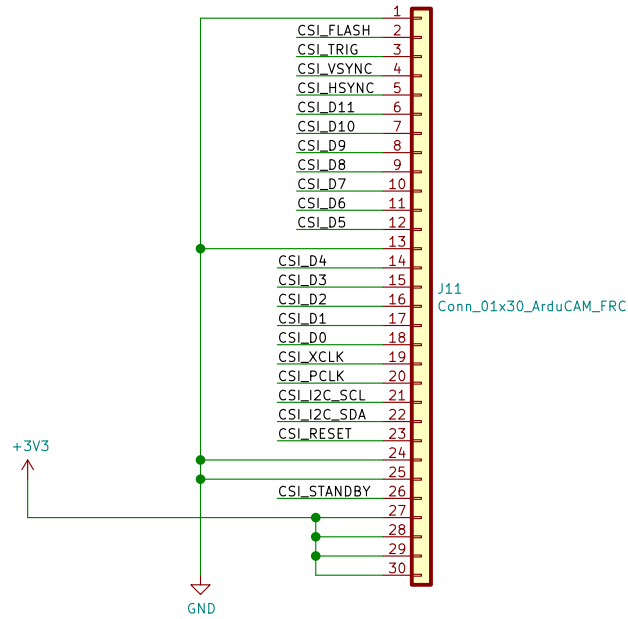 1
CSI_FLASH 2
CSI_TRIG 3
CSI_VSYNC 4
CSI_HSYNC 5
CSI_D11 6
CSI_D10 7
CSI_D9 8
CSI_D8 9
CSI_D7 10
CSI_D6 11
CSI_D5 12
13
CSI_D4 14
CSI_D3 15
CSI_D2 16
CSI_D1 17
CSI_D0 18
CSI_XCLK 19
CSI_PCLK 20
CSI_I2C_SCL 21
CSI_I2C_SDA 22
CSI_RESET 23
24
25
CSI_STANDBY 26
27
28
29
30
J11
Conn_01x30_ArduCAM_FRC
+3V3
GND